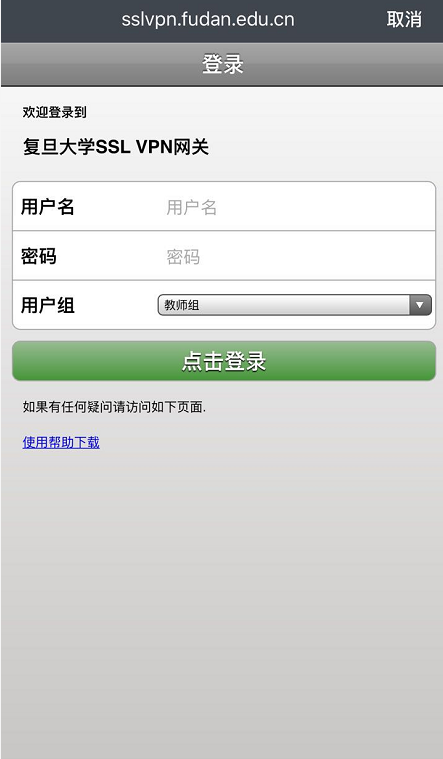 sslvpn.fudan.edu.cn 取消
登录
欢迎登录到
复旦大学SSL VPN网关
用户名 用户名
密码 密码
用户组 教师组
点击登录
如果有任何疑问请访问如下页面.
使用帮助下载